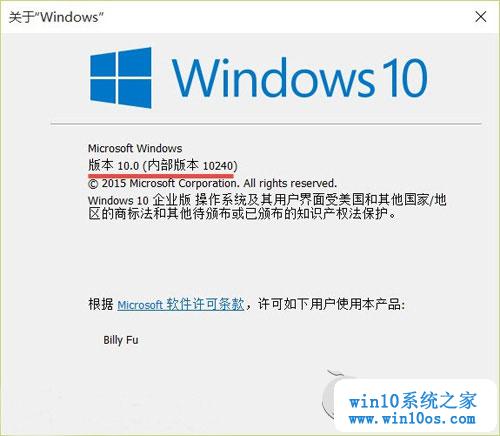 关于“Windows”
Windows 10
Microsoft Windows
版本 10.0 (内部版本 10240)
© 2015 Microsoft Corporation. All rights reserved.
Windows 10 企业版 操作系统及其用户界面受美国和其他国家/地
区的商标法和其他待颁布或已颁布的知识产权法保护。
根据 Microsoft 软件许可条款，许可如下用户使用本产品:
Billy Fu
win10系统之家
www.win10os.com